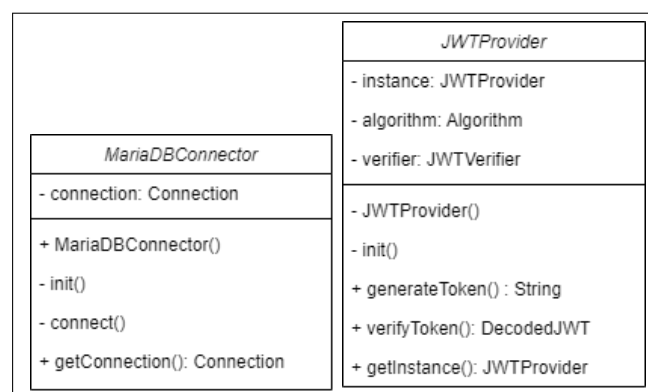 MariaDBConnector
- connection: Connection
+ MariaDBConnector()
- init()
- connect()
+ getConnection(): Connection
JWTProvider
- instance: JWTProvider
- algorithm: Algorithm
- verifier: JWTVerifier
- JWTProvider()
- init()
+ generateToken() : String
+ verifyToken(): DecodedJWT
+ getInstance(): JWTProvider